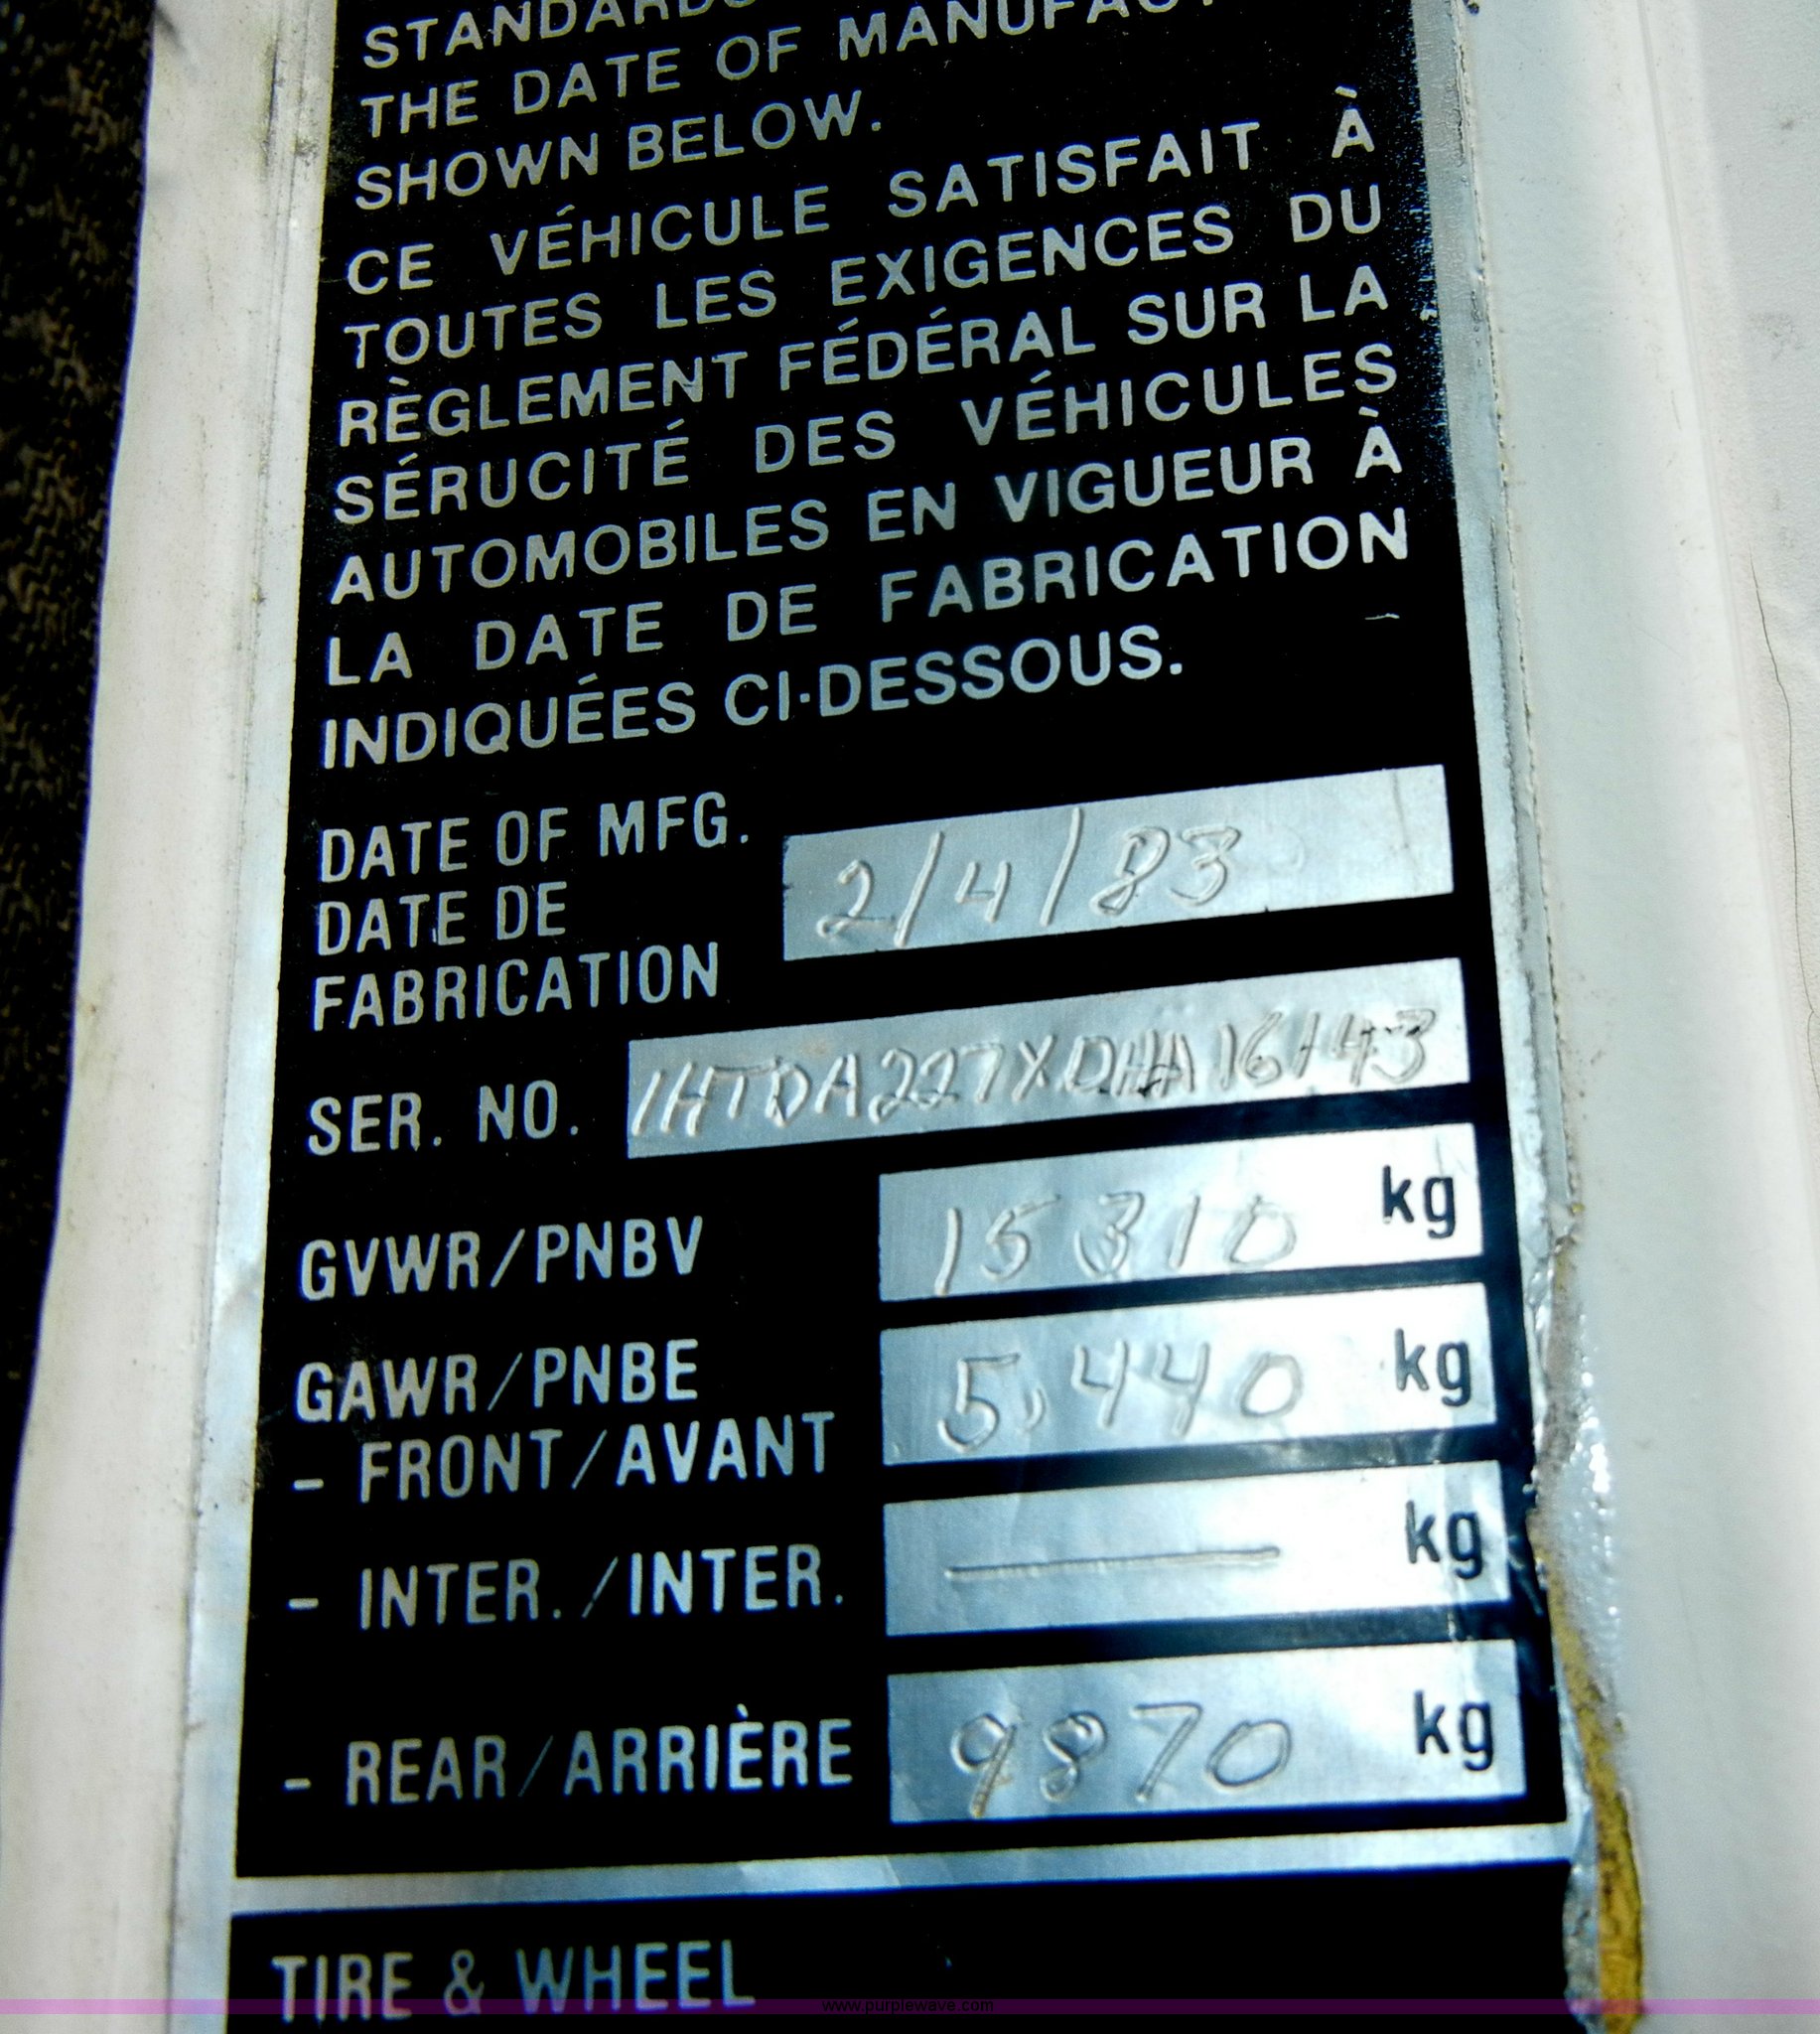 STANDARDS
THE DATE OF MANUFACT
SHOWN BELOW.
CE VÉHICULE SATISFAIT À
TOUTES LES EXIGENCES DU
RÈGLEMENT FÉDÉRAL SUR LA
SÉRUCITÉ DES VÉHICULES
AUTOMOBILES EN VIGUEUR À
LA DATE DE FABRICATION
INDIQUÉES CI-DESSOUS.
DATE OF MFG. 2/4/83
DATE DE
FABRICATION
SER. NO. 1HTDA227XDHA16143
GVWR/PNBV 15310 kg
GAWR/PNBE
- FRONT/AVANT 5,440 kg
- INTER./INTER. — kg
- REAR/ARRIÈRE 9870 kg
TIRE & WHEEL
www.purplewave.com